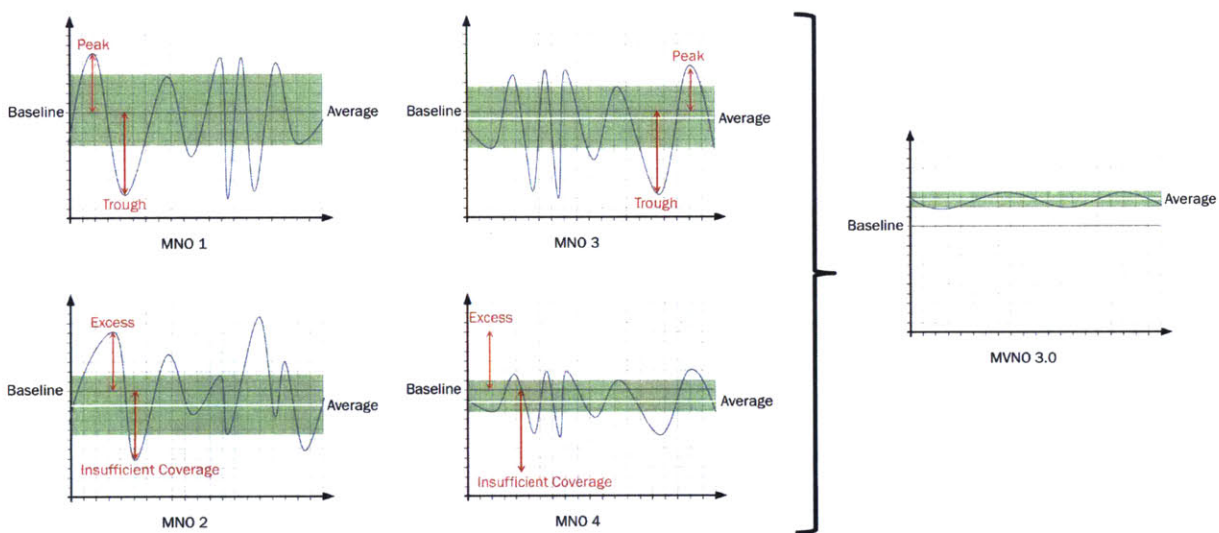 Peak
Baseline
Average
Trough
MNO 1
Peak
Baseline
Average
Trough
MNO 3
Excess
Baseline
Average
Insufficient Coverage
MNO 2
Excess
Baseline
Average
Insufficient Coverage
MNO 4
Average
Baseline
MVNO 3.0